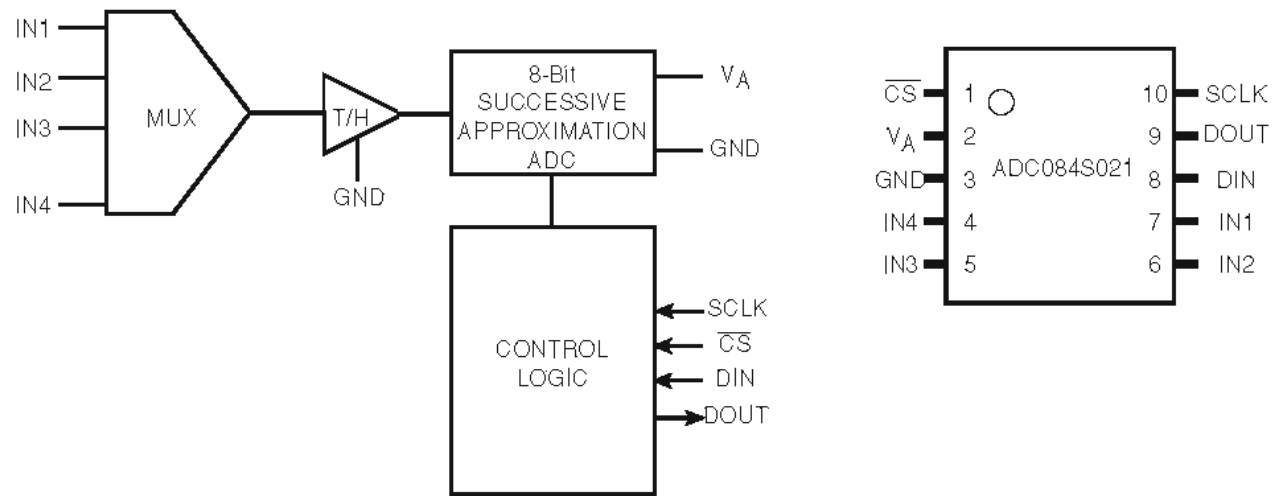 IN1
IN2
IN3
IN4
MUX
T/H
GND
8-Bit
SUCCESSIVE
APPROXIMATION
ADC
VA
GND
CONTROL
LOGIC
SCLK
CS
DIN
DOUT
CS 1
VA 2
GND 3
IN4 4
IN3 5
ADC084S021
10 SCLK
9 DOUT
8 DIN
7 IN1
6 IN2